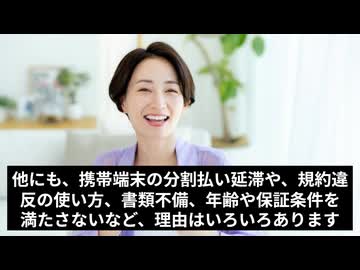 他にも、携帯端末の分割払い延滞や、規約違
反の使い方、書類不備、年齢や保証条件を
満たさないなど、理由はいろいろあります